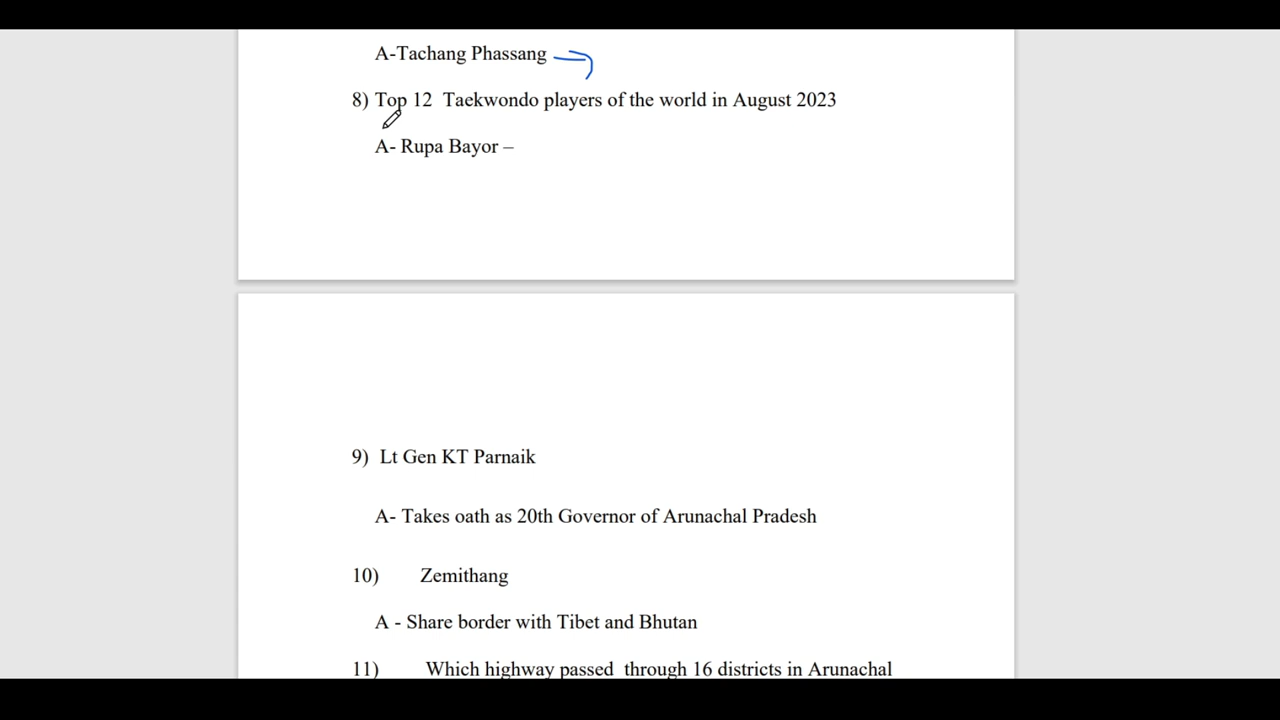 A-Tachang Phassang
8) Top 12 Taekwondo players of the world in August 2023
A- Rupa Bayor –
9) Lt Gen KT Parnaik
A- Takes oath as 20th Governor of Arunachal Pradesh
10) Zemithang
A - Share border with Tibet and Bhutan
11) Which highway passed through 16 districts in Arunachal